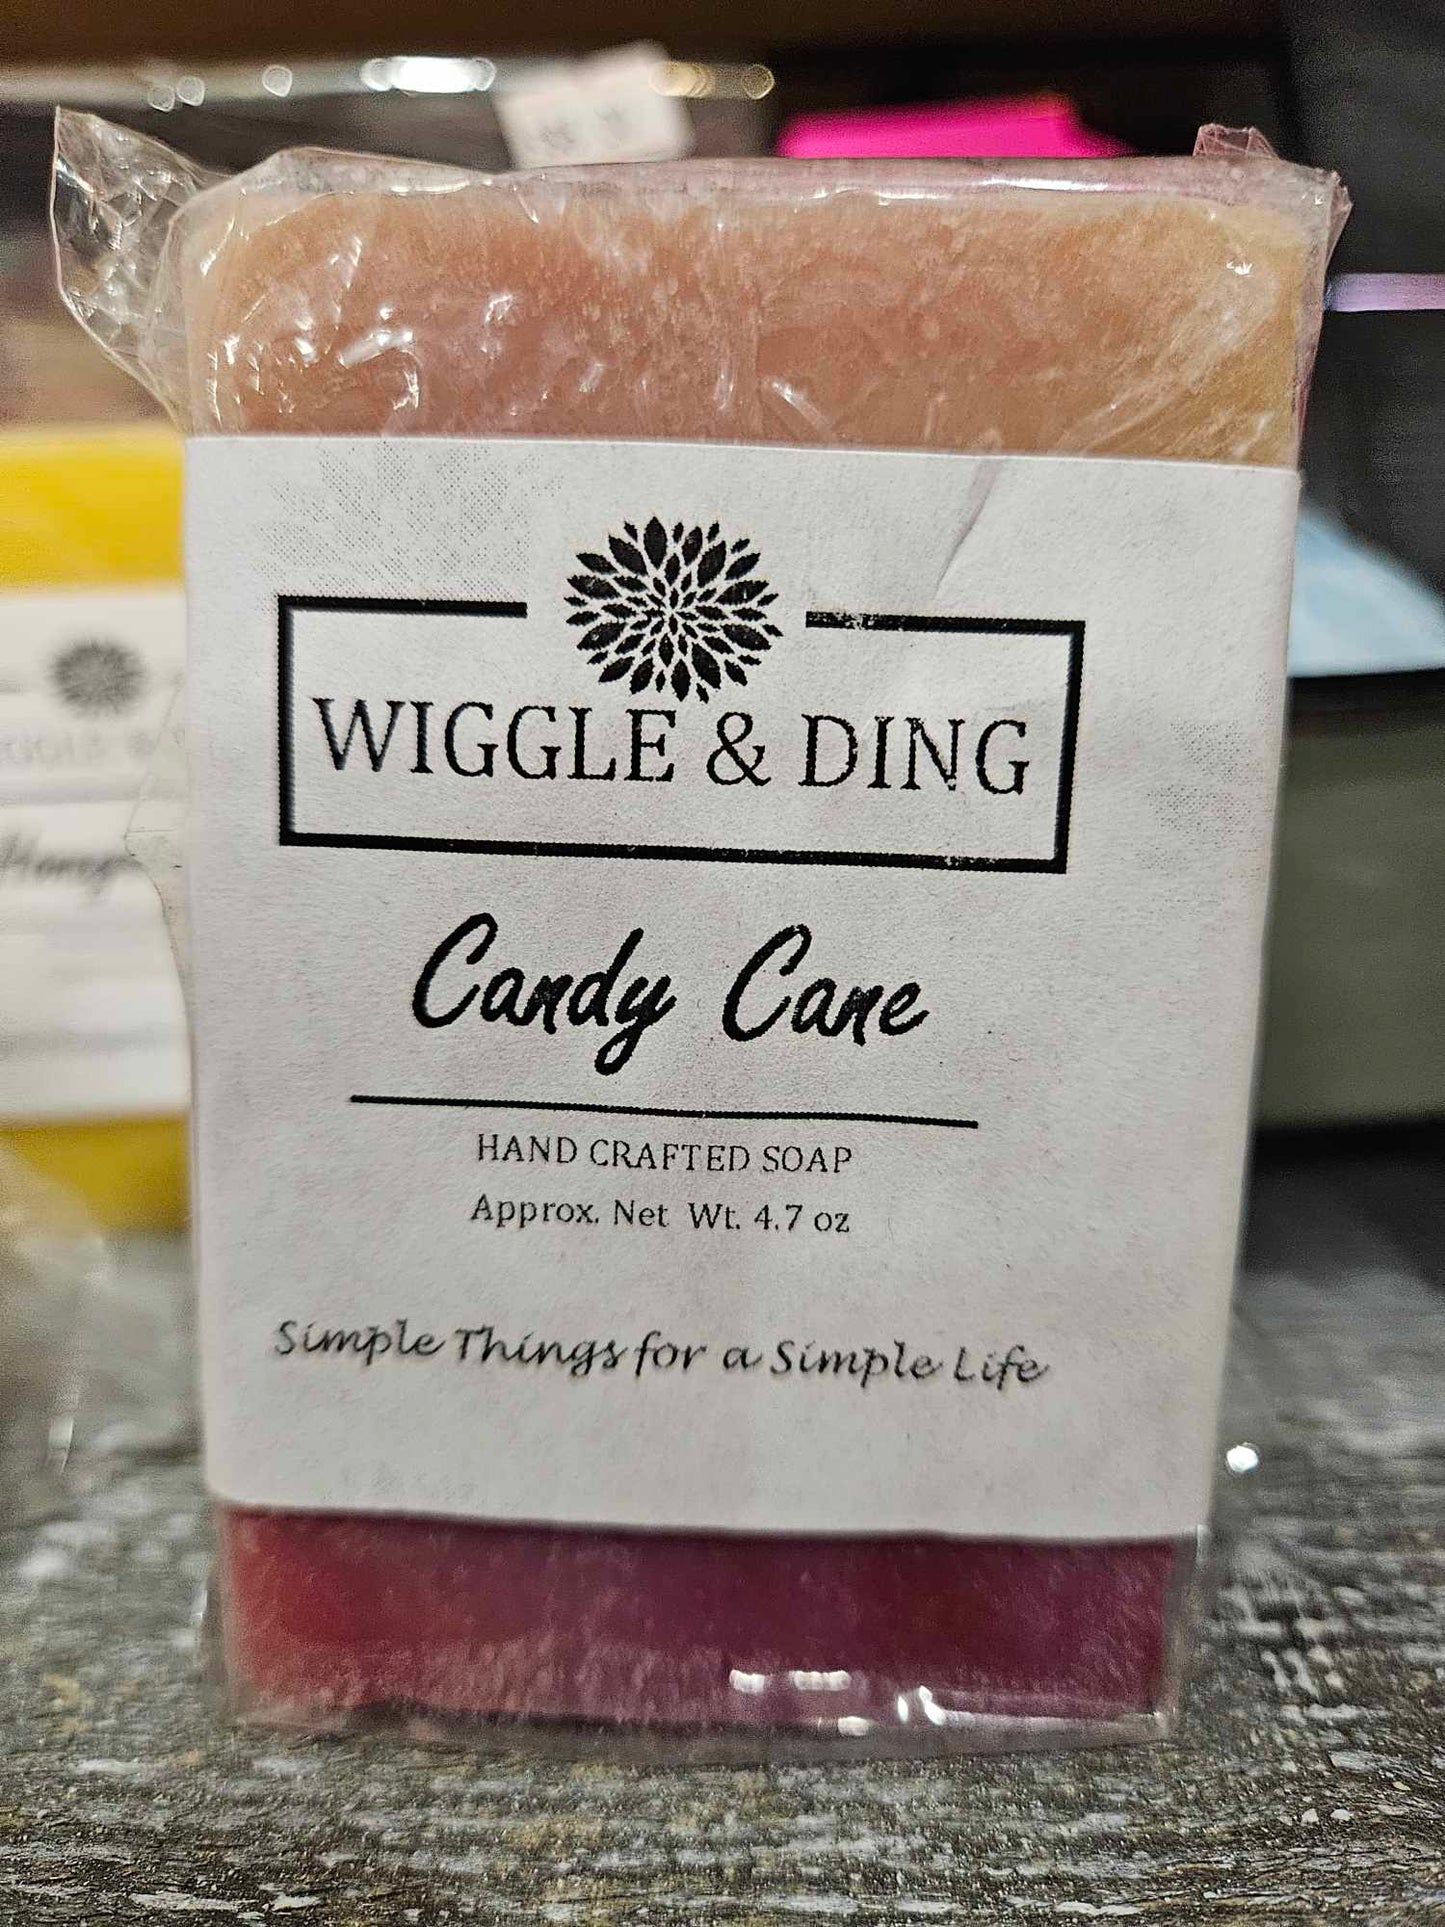 WIGGLE & DING
Candy Cane
HAND CRAFTED SOAP
Approx. Net Wt. 4.7 oz
Simple Things for a Simple Life